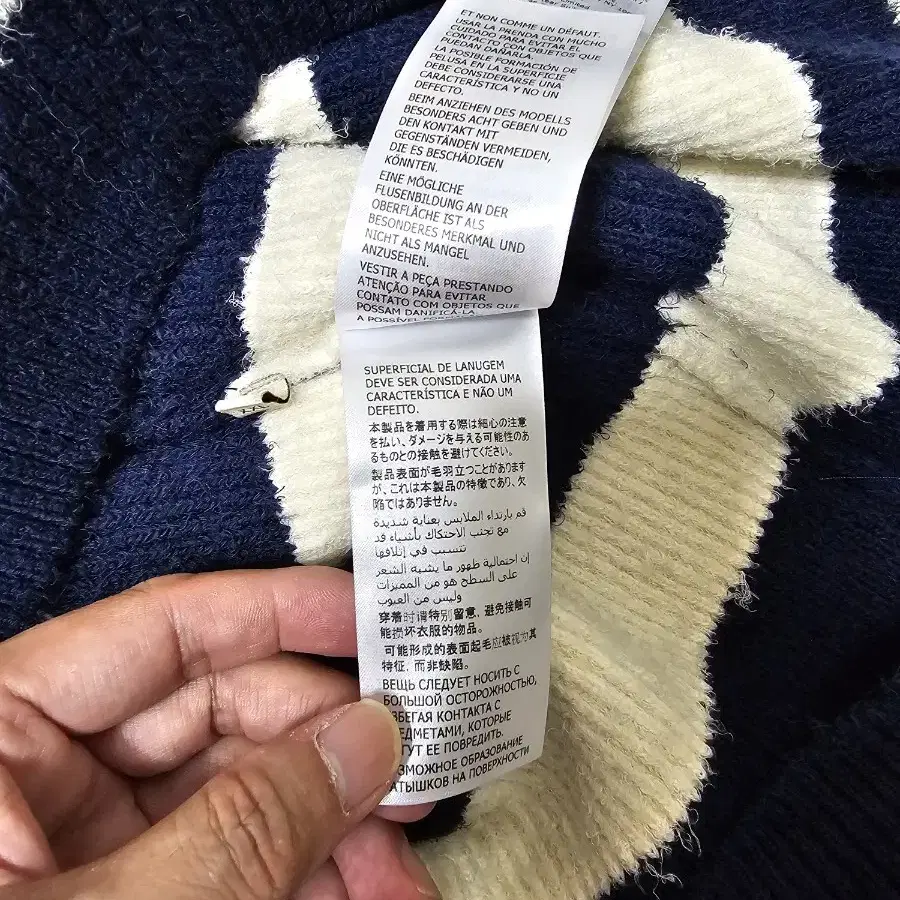 ET NON COMME UN DÉFAUT.
USAR LA PRENDA CON MUCHO
CUIDADO PARA EVITAR EL
CONTACTO CON OBJETOS QUE
PUEDAN DAÑARLA.
LA POSIBLE FORMACIÓN DE
PELUSA EN LA SUPERFICIE
DEBE CONSIDERARSE UNA
CARACTERÍSTICA Y NO UN
DEFECTO.
BEIM ANZIEHEN DES MODELLS
BESONDERS ACHT GEBEN UND
DEN KONTAKT MIT
GEGENSTÄNDEN VERMEIDEN,
DIE ES BESCHÄDIGEN
KÖNNTEN.
EINE MÖGLICHE
FLUSENBILDUNG AN DER
OBERFLÄCHE IST ALS
BESONDERES MERKMAL UND
NICHT ALS MANGEL
ANZUSEHEN.
VESTIR A PEÇA PRESTANDO
ATENÇÃO PARA EVITAR
CONTATO COM OBJETOS QUE
POSSAM DANIFICÁ-LA
A POSSÍVEL
SUPERFICIAL DE LANUGEM
DEVE SER CONSIDERADA UMA
CARACTERÍSTICA E NÃO UM
DEFEITO.
本製品を着用する際は細心の注意
を払い、ダメージを与える可能性のあ
るものとの接触を避けてください。
製品表面が毛羽立つことがあります
が、これは本製品の特徴であり、欠
陥ではありません。
قم بارتداء الملابس بعناية شديدة
مع تجنب الاحتكاك بأشياء قد
تتسبب في إتلافها
إن احتمالية ظهور ما يشبه الشعر
على السطح هو من المميزات
وليس من العيوب
穿着时请特别留意，避免接触可
能损坏衣服的物品。
可能形成的表面起毛应被视为其
特征，而非缺陷。
ВЕЩЬ СЛЕДУЕТ НОСИТЬ С
БОЛЬШОЙ ОСТОРОЖНОСТЬЮ,
ЗБЕГАЯ КОНТАКТА С
ЕДМЕТАМИ, КОТОРЫЕ
ГУТ ЕЕ ПОВРЕДИТЬ.
ЗМОЖНОЕ ОБРАЗОВАНИЕ
АТЫШКОВ НА ПОВЕРХНОСТИ